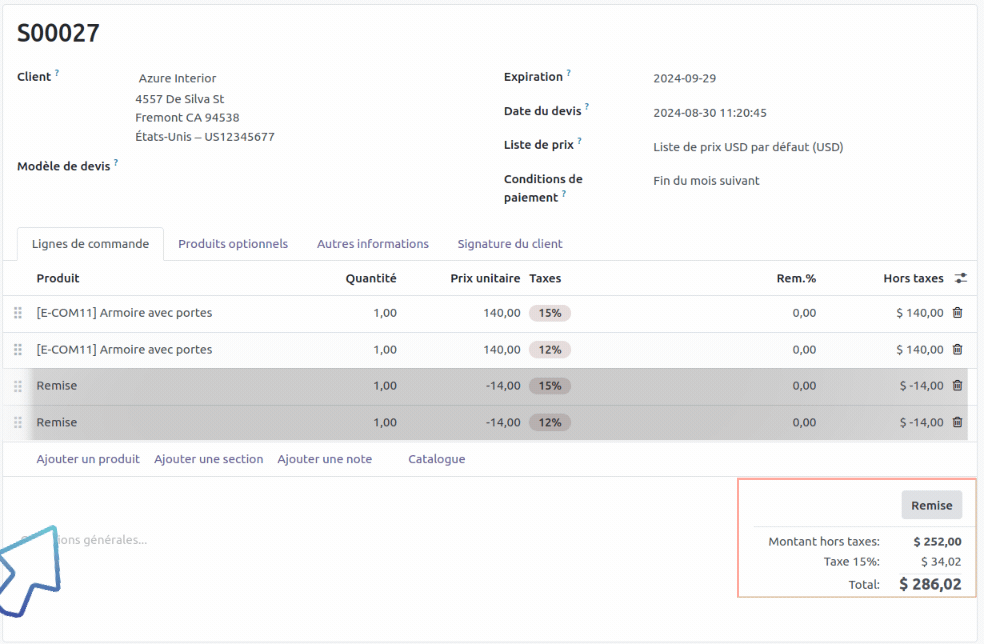 S00027
Client ?
Azure Interior
4557 De Silva St
Fremont CA 94538
États-Unis – US12345677
Modèle de devis ?
Expiration ?
2024-09-29
Date du devis ?
2024-08-30 11:20:45
Liste de prix ?
Liste de prix USD par défaut (USD)
Conditions de
paiement ?
Fin du mois suivant
Lignes de commande Produits optionnels Autres informations Signature du client
Produit Quantité Prix unitaire Taxes Rem.% Hors taxes
[E-COM11] Armoire avec portes 1,00 140,00 15% 0,00 $ 140,00
[E-COM11] Armoire avec portes 1,00 140,00 12% 0,00 $ 140,00
Remise 1,00 -14,00 15% 0,00 $ -14,00
Remise 1,00 -14,00 12% 0,00 $ -14,00
Ajouter un produit Ajouter une section Ajouter une note Catalogue
générales...
Remise
Montant hors taxes: $ 252,00
Taxe 15%: $ 34,02
Total: $ 286,02